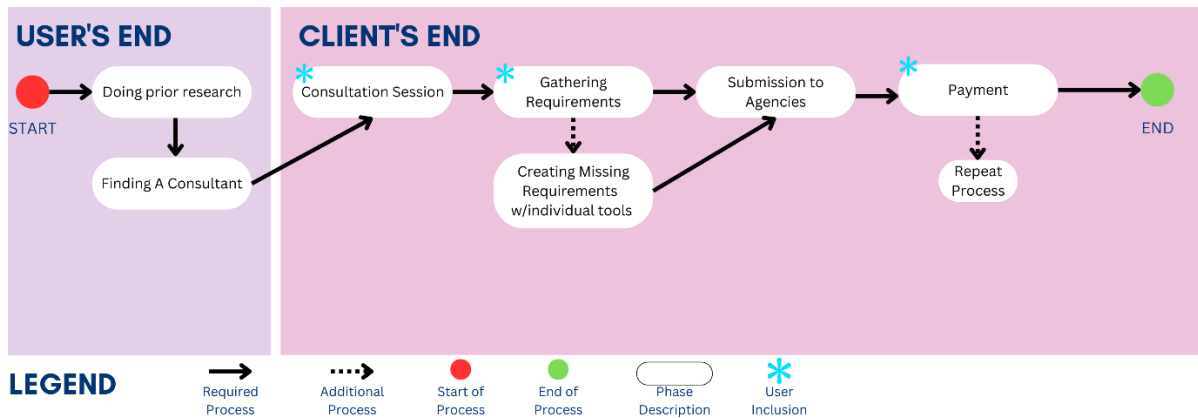 USER'S END
START
Doing prior research
Finding A Consultant
CLIENT'S END
* Consultation Session
* Gathering
Requirements
Creating Missing
Requirements
w/individual tools
Submission to
Agencies
* Payment
Repeat
Process
END
LEGEND
Required
Process
Additional
Process
Start of
Process
End of
Process
Phase
Description
* User
Inclusion